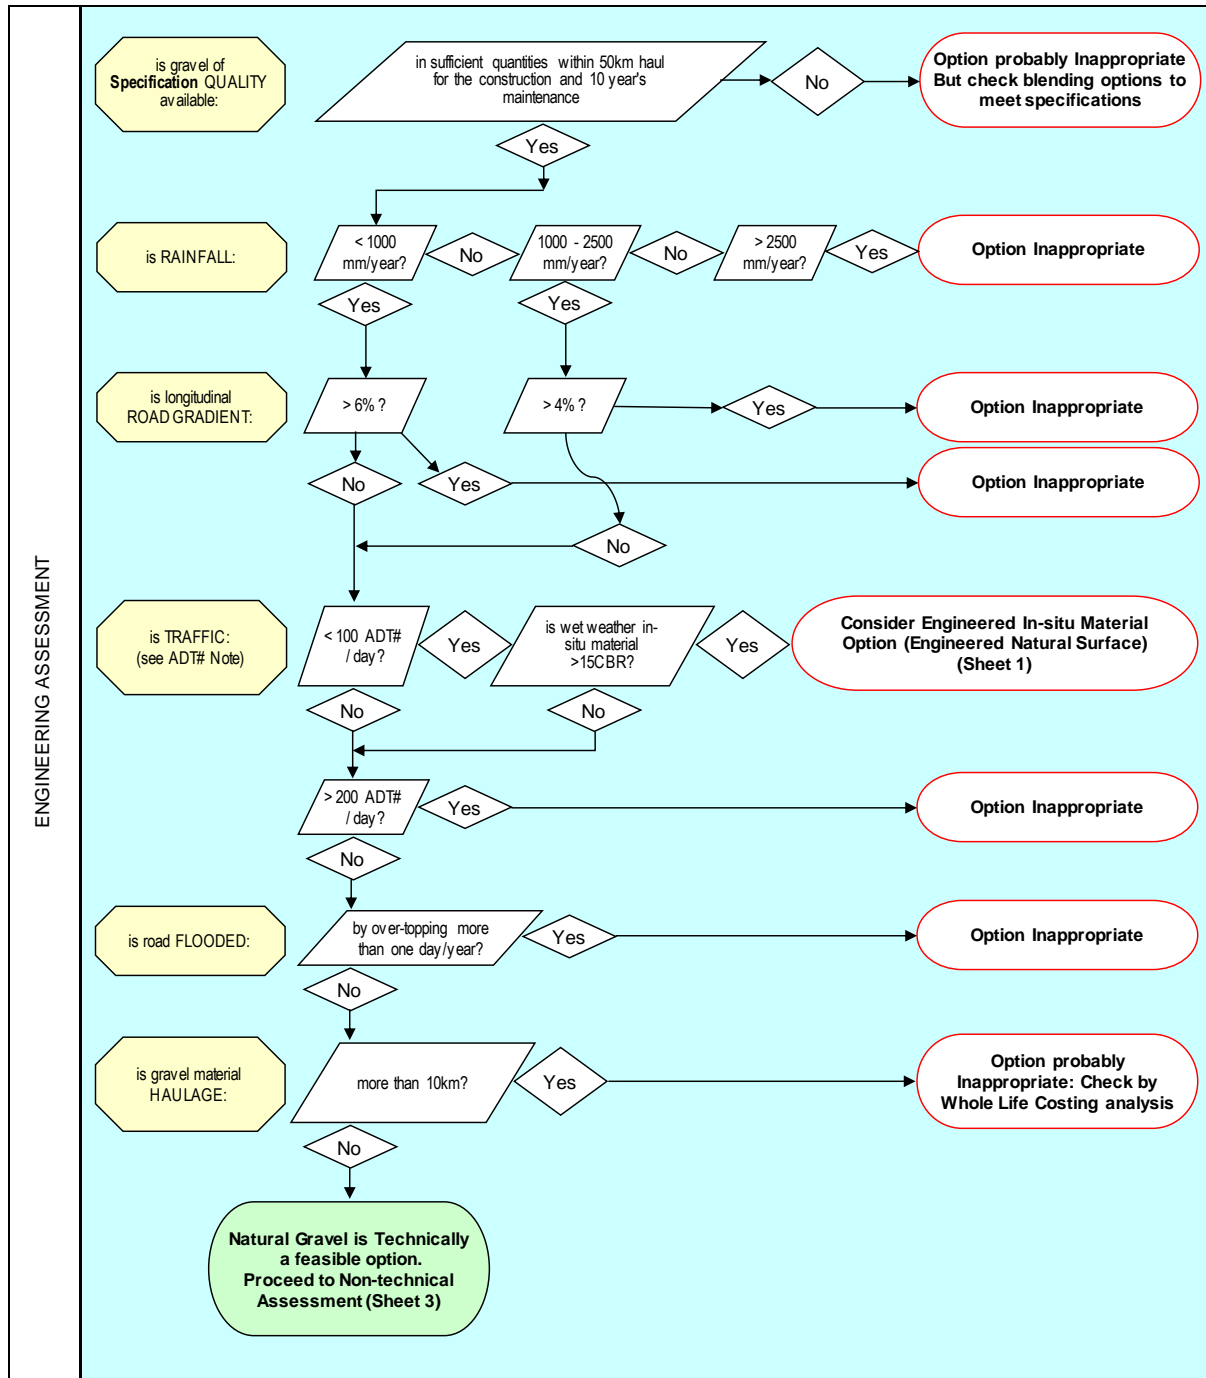 ENGINEERING ASSESSMENT
is gravel of
Specification QUALITY
available:
in sufficient quantities within 50km haul
for the construction and 10 year's
maintenance
No
Option probably Inappropriate
But check blending options to
meet specifications
Yes
is RAINFALL:
< 1000
mm/year?
No
1000 - 2500
mm/year?
No
> 2500
mm/year?
Yes
Option Inappropriate
Yes
Yes
is longitudinal
ROAD GRADIENT:
> 6% ?
> 4% ?
Yes
Option Inappropriate
No
Yes
Option Inappropriate
No
is TRAFFIC:
(see ADT# Note)
< 100 ADT#
/ day?
Yes
is wet weather in-
situ material
>15CBR?
Yes
Consider Engineered In-situ Material
Option (Engineered Natural Surface)
(Sheet 1)
No
No
> 200 ADT#
/ day?
Yes
Option Inappropriate
No
is road FLOODED:
by over-topping more
than one day/year?
Yes
Option Inappropriate
No
is gravel material
HAULAGE:
more than 10km?
Yes
Option probably
Inappropriate: Check by
Whole Life Costing analysis
No
Natural Gravel is Technically
a feasible option.
Proceed to Non-technical
Assessment (Sheet 3)